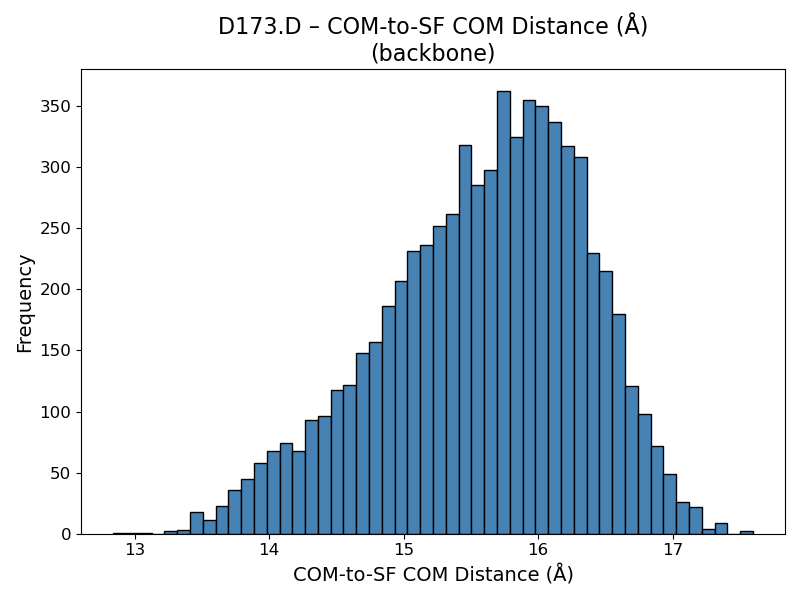 D173.D – COM-to-SF COM Distance (Å)
(backbone)
350
300
250
200
150
100
50
0
Frequency
13 14 15 16 17
COM-to-SF COM Distance (Å)